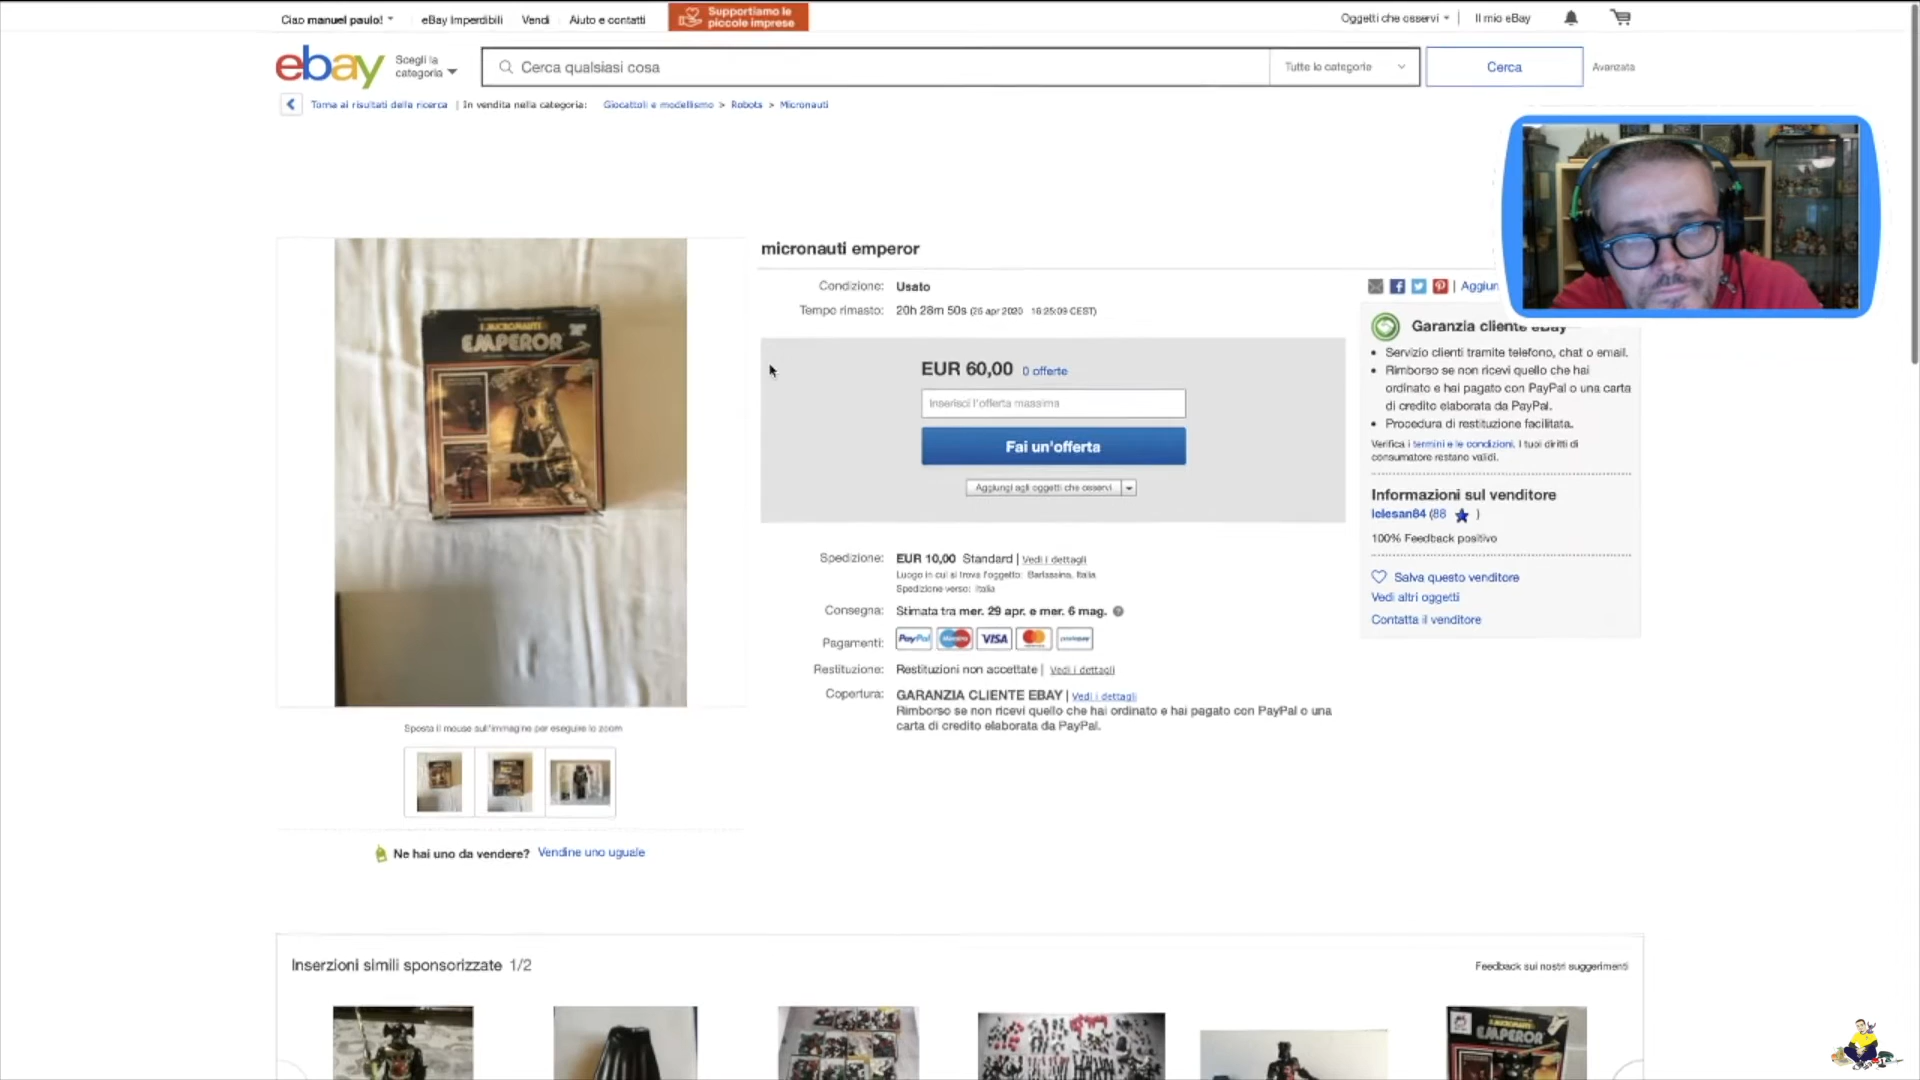 Ciao manuel paulo!
eBay Imperdibili
Vendi
Aiuto e contatti
Supportiamo le
piccole imprese
Oggetti che osservi
Il mio eBay
ebay
Scegli la
categoria
Cerca qualsiasi cosa
Tutte le categorie
Cerca
Avanzata
Torna ai risultati della ricerca | In vendita nella categoria: Giocattoli e modellismo > Robots > Micronauti
I MICRONAUTI
EMPEROR
micronauti emperor
Condizione: Usato
Tempo rimasto: 20h 28m 50s (26 apr 2020 16:25:09 CEST)
EUR 60,00 0 offerte
Inserisci l'offerta massima
Fai un'offerta
Aggiungi agli oggetti che osservi
Spedizione: EUR 10,00 Standard | Vedi i dettagli
Luogo in cui si trova l'oggetto: Barlassina, Italia
Spedizione verso: Italia
Consegna: Stimata tra mer. 29 apr. e mer. 6 mag.
Pagamenti: PayPal Maestro VISA
Restituzione: Restituzioni non accettate | Vedi i dettagli
Copertura: GARANZIA CLIENTE EBAY | Vedi i dettagli
Rimborso se non ricevi quello che hai ordinato e hai pagato con PayPal o una
carta di credito elaborata da PayPal.
| Aggiun
Garanzia cliente eBay
• Servizio clienti tramite telefono, chat o email.
• Rimborso se non ricevi quello che hai
ordinato e hai pagato con PayPal o una carta
di credito elaborata da PayPal.
• Procedura di restituzione facilitata.
Verifica i termini e le condizioni. I tuoi diritti di
consumatore restano validi.
Informazioni sul venditore
lelesan84 (88 )
100% Feedback positivo
Salva questo venditore
Vedi altri oggetti
Contatta il venditore
Sposta il mouse sull'immagine per eseguire lo zoom
Ne hai uno da vendere? Vendine uno uguale
Inserzioni simili sponsorizzate 1/2
Feedback sui nostri suggerimenti
I MICRONAUTI
EMPEROR